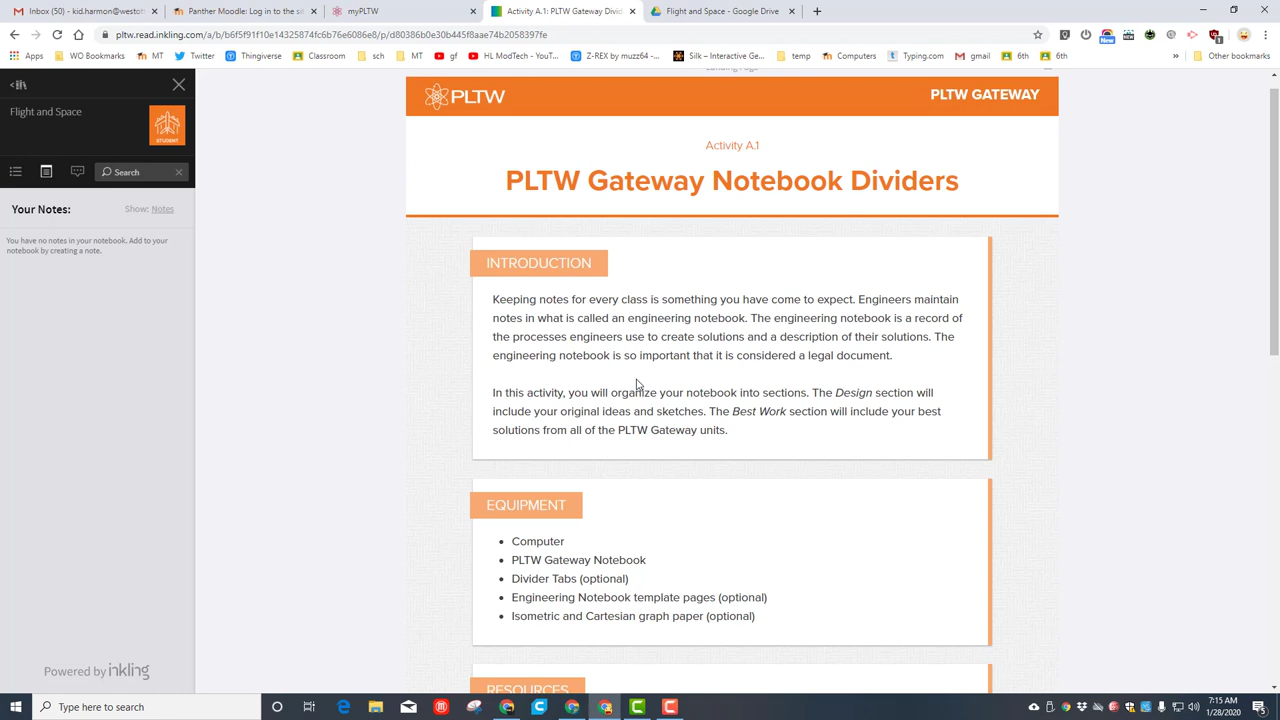 Inbox (50) - kid.harmon@westott
Panther Moodle: Log in to the si
myPLTW
Activity A.1: PLTW Gateway Divid
Flight and Space - Google Drive
pltw.read.inkling.com/a/b/b6f5f91f10e14325874fc6b76e6086e8/p/d80386b0e30b445f8aae74b2058397fe
New
1
Apps
WO Bookmarks
MT
Twitter
Thingiverse
Classroom
sch
MT
gf
HL ModTech - YouT...
Z-REX by muzz64 -...
Silk – Interactive Ge...
temp
Computers
Typing.com
gmail
6th
6th
»
Other bookmarks
Flight and Space
STUDENT
Search
Your Notes:
Show: Notes
You have no notes in your notebook. Add to your
notebook by creating a note.
Powered by inkling
PLTW
PLTW GATEWAY
Activity A.1
PLTW Gateway Notebook Dividers
INTRODUCTION
Keeping notes for every class is something you have come to expect. Engineers maintain
notes in what is called an engineering notebook. The engineering notebook is a record of
the processes engineers use to create solutions and a description of their solutions. The
engineering notebook is so important that it is considered a legal document.
In this activity, you will organize your notebook into sections. The Design section will
include your original ideas and sketches. The Best Work section will include your best
solutions from all of the PLTW Gateway units.
EQUIPMENT
• Computer
• PLTW Gateway Notebook
• Divider Tabs (optional)
• Engineering Notebook template pages (optional)
• Isometric and Cartesian graph paper (optional)
RESOURCES
Type here to search
7:15 AM
1/28/2020